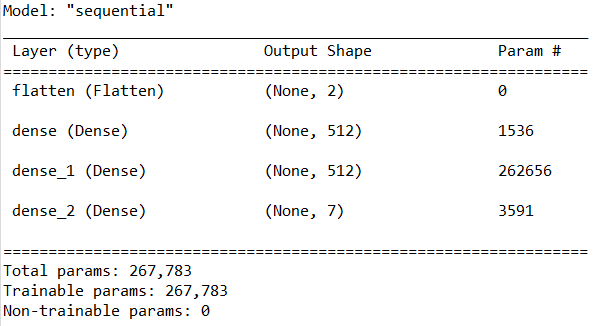 Model: "sequential"
Layer (type) Output Shape Param #
flatten (Flatten) (None, 2) 0
dense (Dense) (None, 512) 1536
dense_1 (Dense) (None, 512) 262656
dense_2 (Dense) (None, 7) 3591
Total params: 267,783
Trainable params: 267,783
Non-trainable params: 0